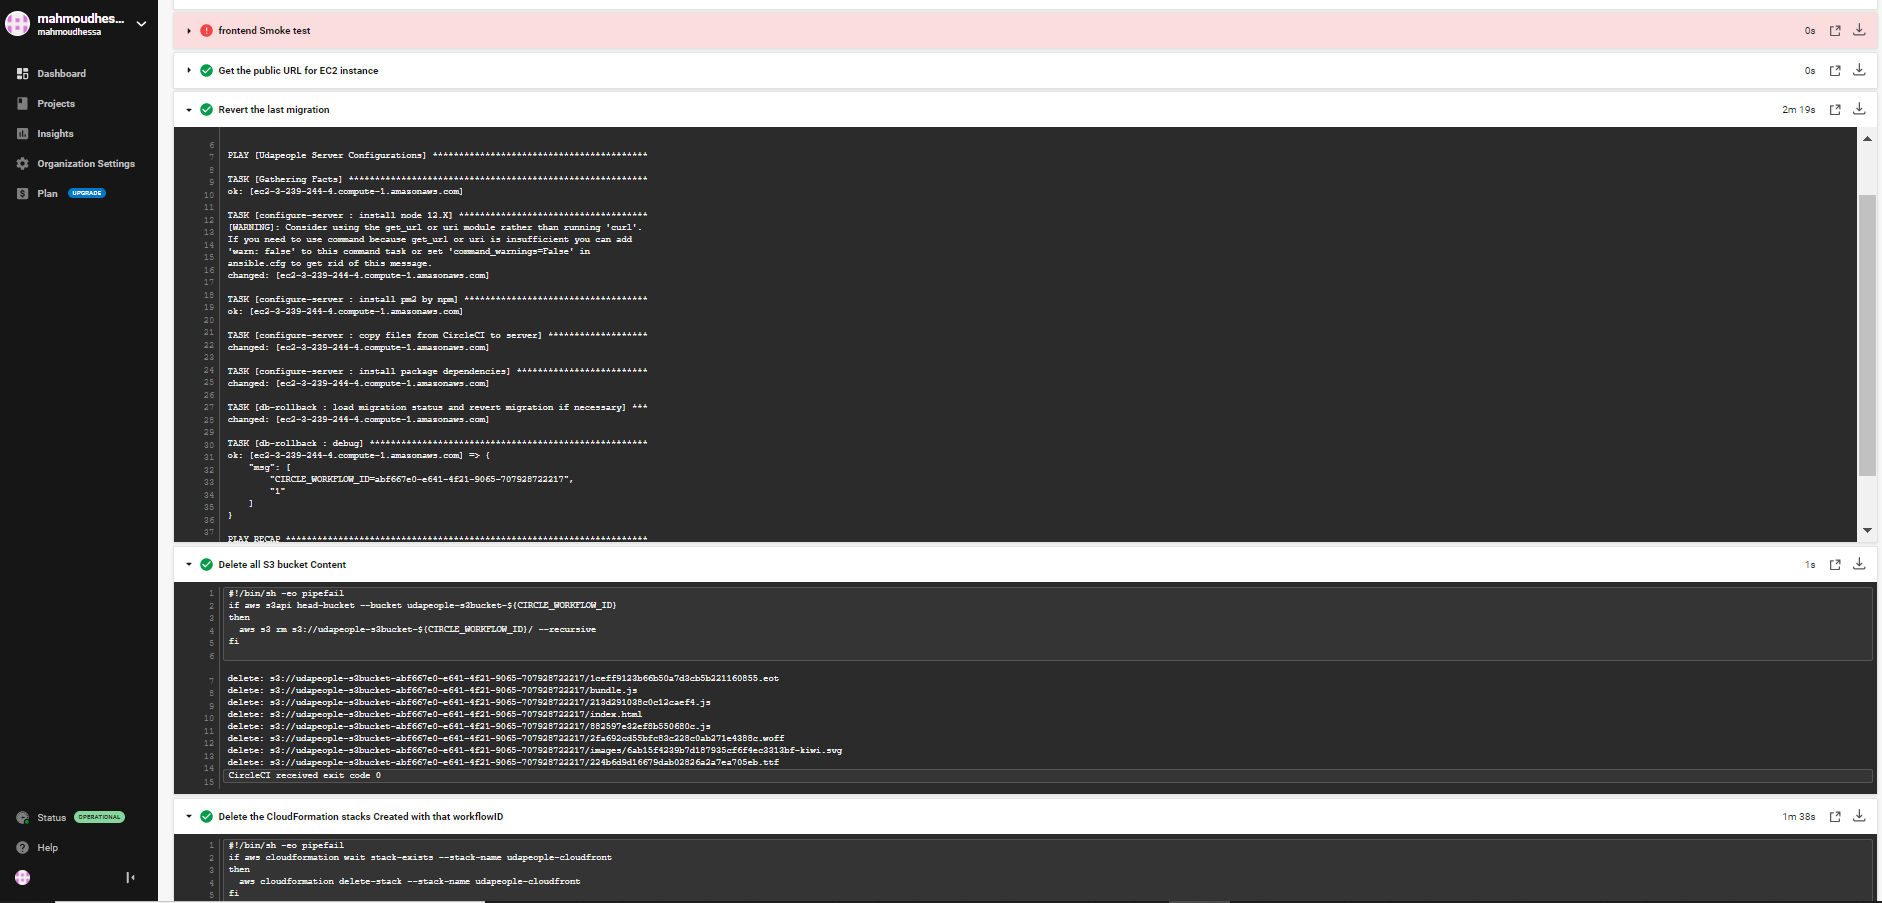 mahmoudhes...
mahmoudhessa
Dashboard
Projects
Insights
Organization Settings
Plan UPGRADE
Status OPERATIONAL
Help
frontend Smoke test 0s
Get the public URL for EC2 instance 0s
Revert the last migration 2m 19s
6
7 PLAY [Udapeople Server Configurations] *****************************************
8
9 TASK [Gathering Facts] *********************************************************
10 ok: [ec2-3-239-244-4.compute-1.amazonaws.com]
11
12 TASK [configure-server : install node 12.X] ************************************
13 [WARNING]: Consider using the get_url or uri module rather than running 'curl'.
14 If you need to use command because get_url or uri is insufficient you can add
15 'warn: false' to this command task or set 'command_warnings=False' in
16 ansible.cfg to get rid of this message.
17 changed: [ec2-3-239-244-4.compute-1.amazonaws.com]
18
19 TASK [configure-server : install pm2 by npm] ***********************************
20 ok: [ec2-3-239-244-4.compute-1.amazonaws.com]
21
22 TASK [configure-server : copy files from CircleCI to server] *******************
23 changed: [ec2-3-239-244-4.compute-1.amazonaws.com]
24
25 TASK [configure-server : install package dependencies] *************************
26 changed: [ec2-3-239-244-4.compute-1.amazonaws.com]
27
28 TASK [db-rollback : load migration status and revert migration if necessary] ***
29 changed: [ec2-3-239-244-4.compute-1.amazonaws.com]
30
31 TASK [db-rollback : debug] *****************************************************
32 ok: [ec2-3-239-244-4.compute-1.amazonaws.com] => {
33 "msg": [
34 "CIRCLE_WORKFLOW_ID=abf667e0-e641-4f21-9065-707928722217",
35 "1"
36 ]
37 }
PLAY RECAP *********************************************************************
Delete all S3 bucket Content 1s
1 #!/bin/sh -eo pipefail
2 if aws s3api head-bucket --bucket udapeople-s3bucket-${CIRCLE_WORKFLOW_ID}
3 then
4 aws s3 rm s3://udapeople-s3bucket-${CIRCLE_WORKFLOW_ID}/ --recursive
5 fi
6
7 delete: s3://udapeople-s3bucket-abf667e0-e641-4f21-9065-707928722217/1ceff9123b66b50a7d3cb5b221160855.eot
8 delete: s3://udapeople-s3bucket-abf667e0-e641-4f21-9065-707928722217/bundle.js
9 delete: s3://udapeople-s3bucket-abf667e0-e641-4f21-9065-707928722217/213d291038c0c12caef4.js
10 delete: s3://udapeople-s3bucket-abf667e0-e641-4f21-9065-707928722217/index.html
11 delete: s3://udapeople-s3bucket-abf667e0-e641-4f21-9065-707928722217/882597e32ef8b550680c.js
12 delete: s3://udapeople-s3bucket-abf667e0-e641-4f21-9065-707928722217/2fa692cd55bfc83c228c0ab271e4388c.woff
13 delete: s3://udapeople-s3bucket-abf667e0-e641-4f21-9065-707928722217/images/6ab15f4239b7d187935cf6f4ec3313bf-kiwi.svg
14 delete: s3://udapeople-s3bucket-abf667e0-e641-4f21-9065-707928722217/224b6d9d16679dab02826a2a7ea705eb.ttf
15 CircleCI received exit code 0
Delete the CloudFormation stacks Created with that workflowID 1m 38s
1 #!/bin/sh -eo pipefail
2 if aws cloudformation wait stack-exists --stack-name udapeople-cloudfront
3 then
4 aws cloudformation delete-stack --stack-name udapeople-cloudfront
5 fi